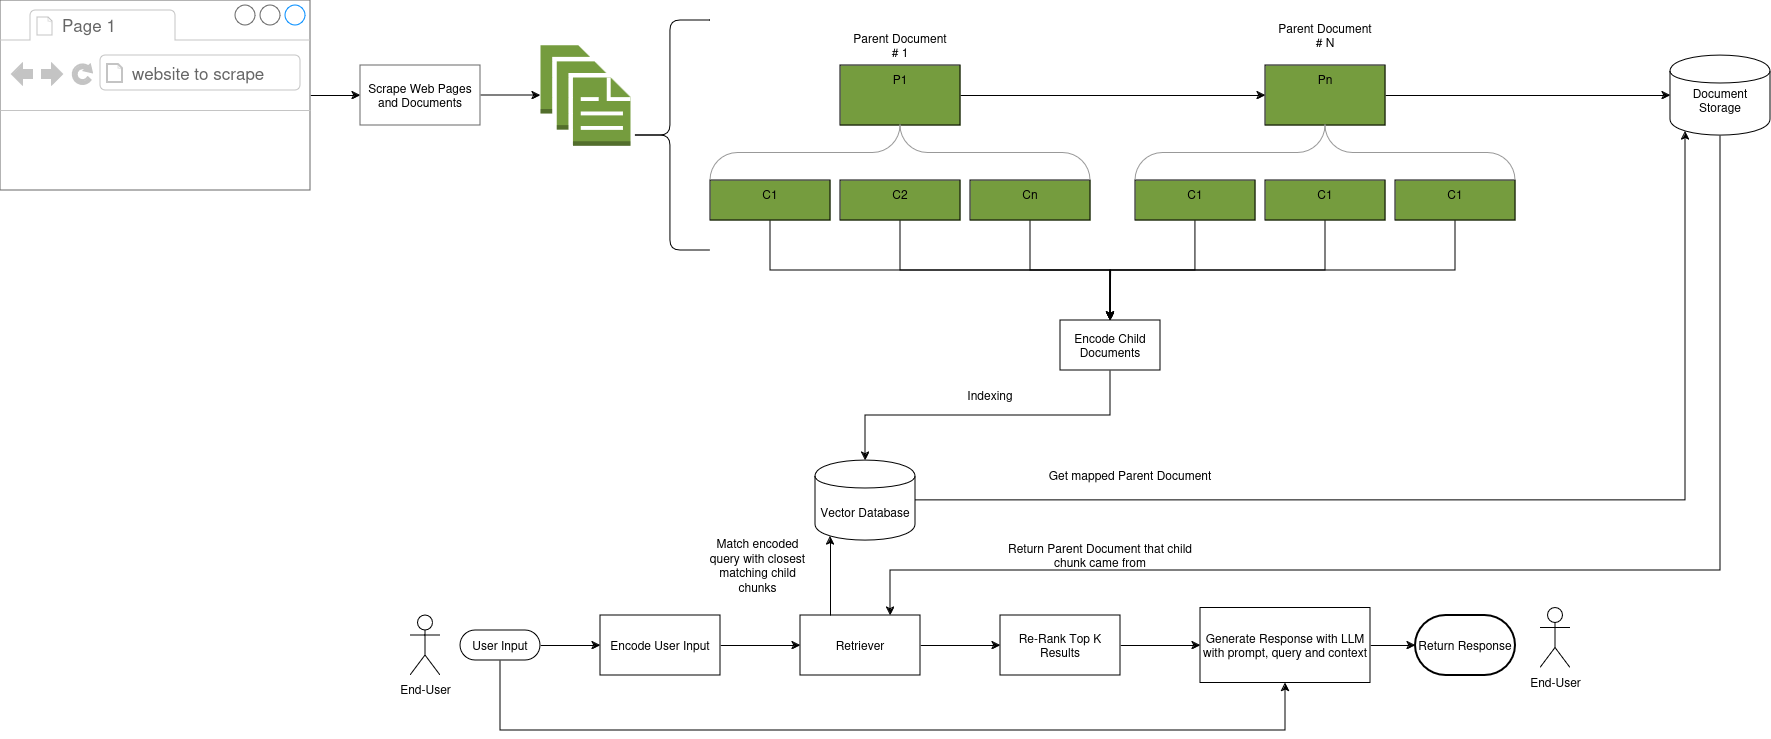 Page 1
website to scrape
Scrape Web Pages
and Documents
Parent Document
# 1
P1
Parent Document
# N
Pn
Document
Storage
C1
C2
Cn
C1
C1
C1
Encode Child
Documents
Indexing
Vector Database
Get mapped Parent Document
Match encoded
query with closest
matching child
chunks
Return Parent Document that child
chunk came from
End-User
User Input
Encode User Input
Retriever
Re-Rank Top K
Results
Generate Response with LLM
with prompt, query and context
Return Response
End-User